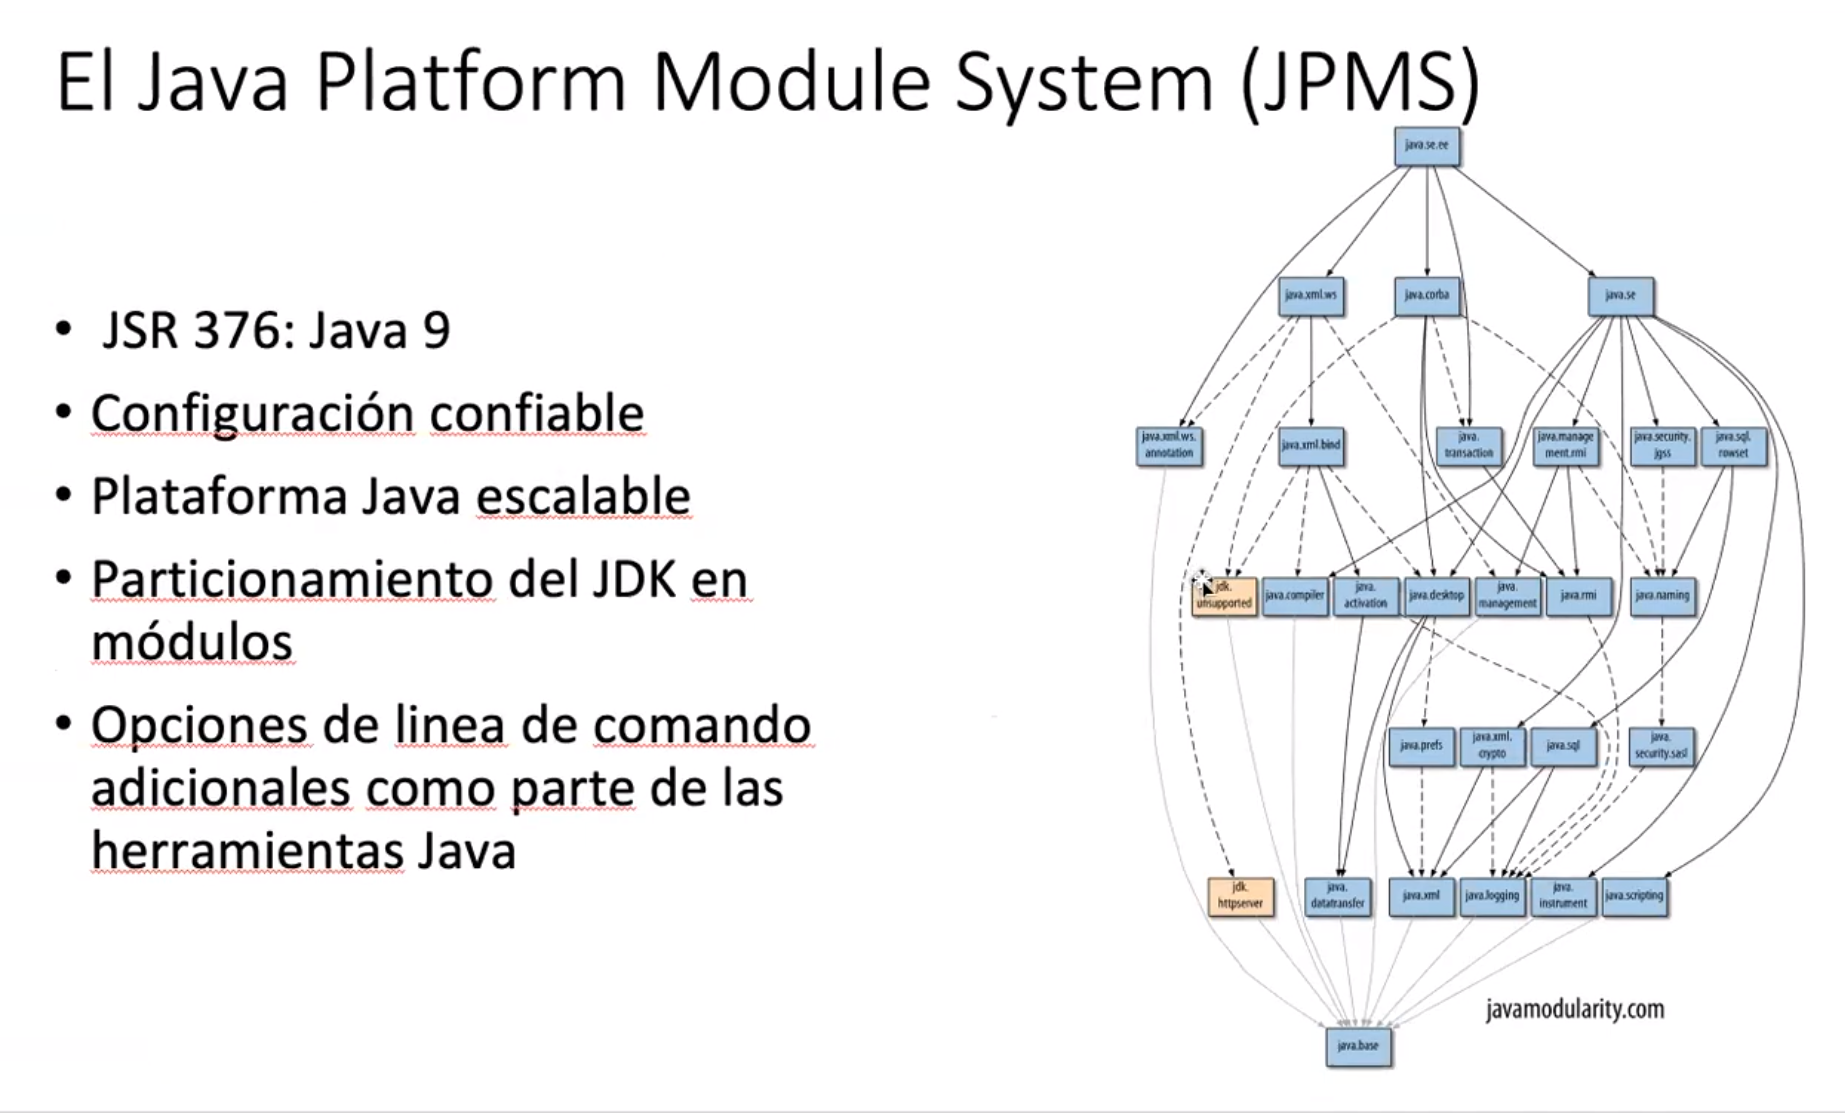 El Java Platform Module System (JPMS)
• JSR 376: Java 9
• Configuración confiable
• Plataforma Java escalable
• Particionamiento del JDK en
módulos
• Opciones de linea de comando
adicionales como parte de las
herramientas Java
java.se.ee
java.xml.ws
java.corba
java.se
java.xml.ws.
annotation
java.xml.bind
java.
transaction
java.manage
ment.rmi
java.security.
jgss
java.sql.
rowset
jdk.
unsupported
java.compiler
java.
activation
java.desktop
java.
management
java.rmi
java.naming
java.prefs
java.xml.
crypto
java.sql
java.
security.sasl
jdk.
httpserver
java.
datatransfer
java.xml
java.logging
java.
instrument
java.scripting
javamodularity.com
java.base